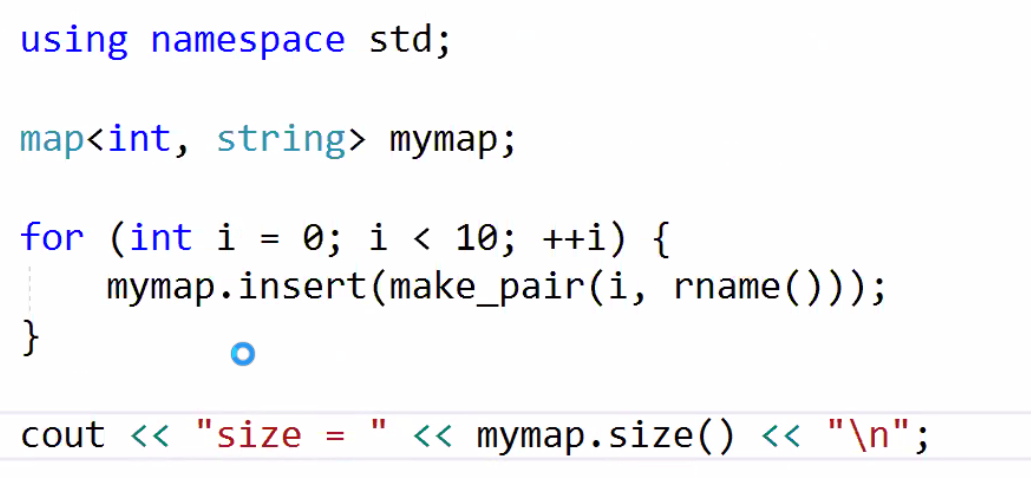 using namespace std;
map<int, string> mymap;
for (int i = 0; i < 10; ++i) {
mymap.insert(make_pair(i, rname()));
}
cout << "size = " << mymap.size() << "\n";